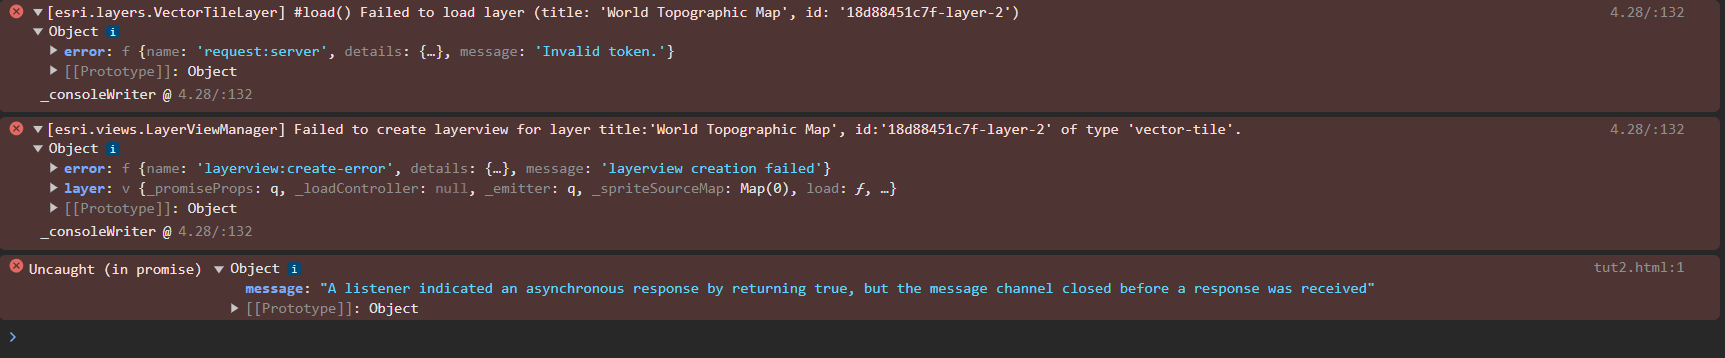 [esri.layers.VectorTileLayer] #load() Failed to load layer (title: 'World Topographic Map', id: '18d88451c7f-layer-2') 4.28/:132
Object i
error: f {name: 'request:server', details: {…}, message: 'Invalid token.'}
[[Prototype]]: Object
_consoleWriter @ 4.28/:132
[esri.views.LayerViewManager] Failed to create layerview for layer title:'World Topographic Map', id:'18d88451c7f-layer-2' of type 'vector-tile'. 4.28/:132
Object i
error: f {name: 'layerview:create-error', details: {…}, message: 'layerview creation failed'}
layer: v {_promiseProps: q, _loadController: null, _emitter: q, _spriteSourceMap: Map(0), load: ƒ, …}
[[Prototype]]: Object
_consoleWriter @ 4.28/:132
Uncaught (in promise) Object i tut2.html:1
message: "A listener indicated an asynchronous response by returning true, but the message channel closed before a response was received"
[[Prototype]]: Object